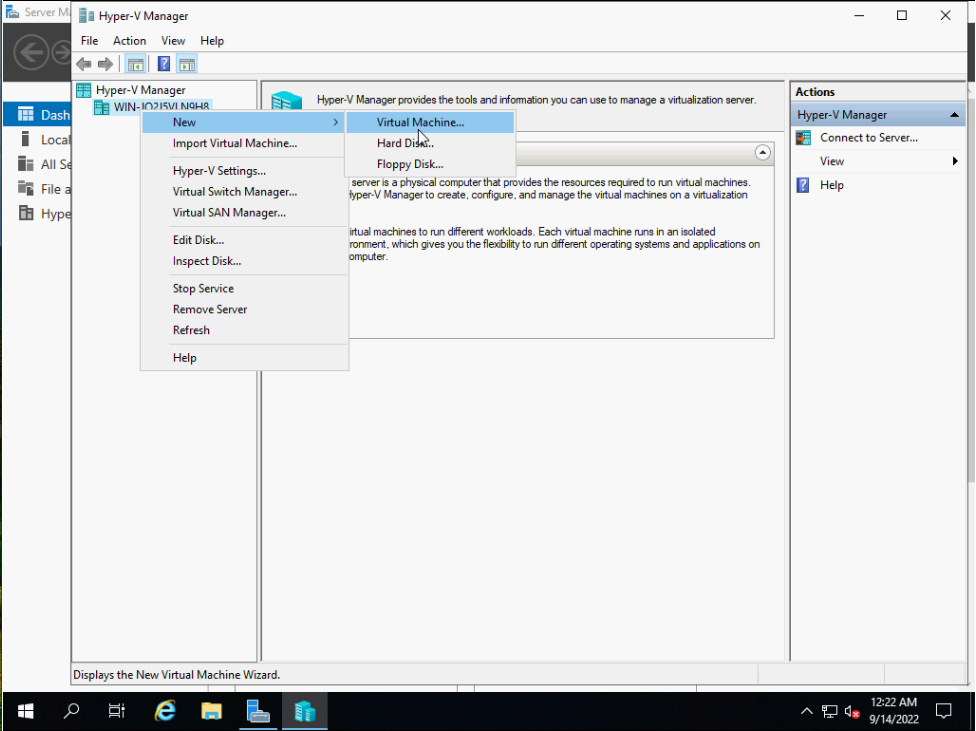 Server M
Hyper-V Manager
File Action View Help
Hyper-V Manager
WIN-JO2J5VLN9H8
Dash
Local
All Se
File a
Hype
New
Import Virtual Machine...
Hyper-V Settings...
Virtual Switch Manager...
Virtual SAN Manager...
Edit Disk...
Inspect Disk...
Stop Service
Remove Server
Refresh
Help
Virtual Machine...
Hard Disk...
Floppy Disk...
Hyper-V Manager provides the tools and information you can use to manage a virtualization server.
server is a physical computer that provides the resources required to run virtual machines.
Hyper-V Manager to create, configure, and manage the virtual machines on a virtualization
irtual machines to run different workloads. Each virtual machine runs in an isolated
ronment, which gives you the flexibility to run different operating systems and applications on
omputer.
Actions
Hyper-V Manager
Connect to Server...
View
Help
Displays the New Virtual Machine Wizard.
12:22 AM
9/14/2022